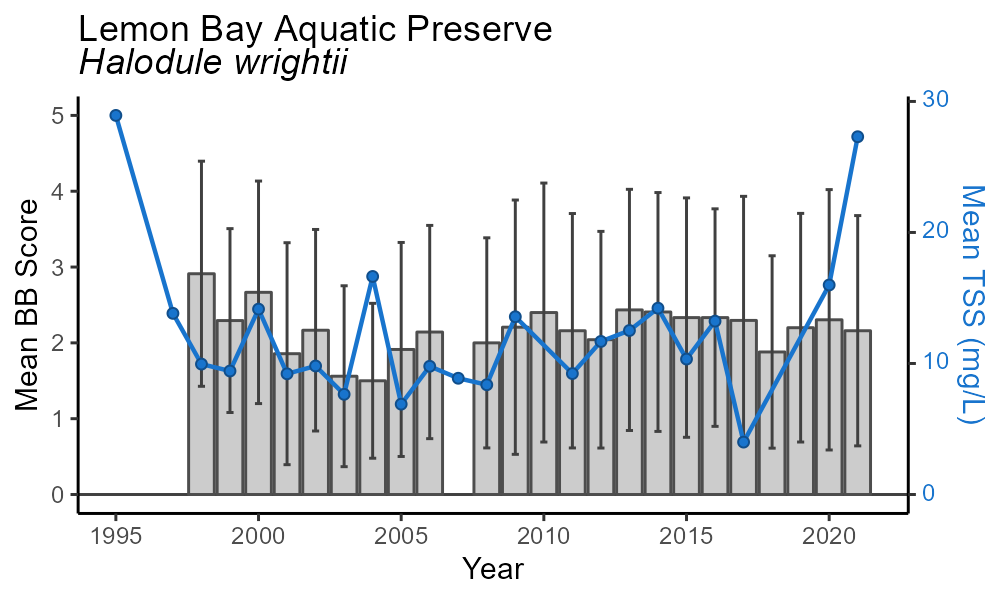 Lemon Bay Aquatic Preserve
Halodule wrightii
Mean BB Score
5
4
3
2
1
0
30
20
10
0
Mean TSS (mg/L)
1995 2000 2005 2010 2015 2020
Year